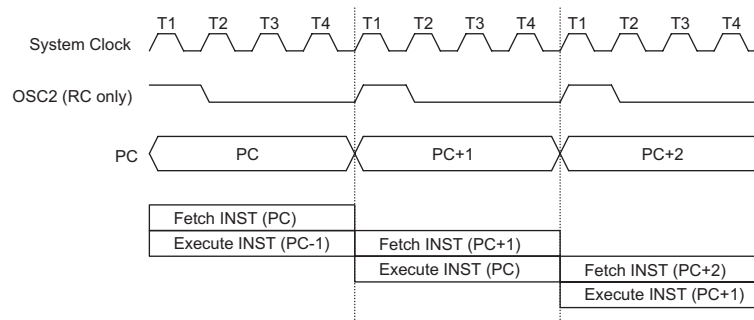 T1 T2 T3 T4 T1 T2 T3 T4 T1 T2 T3 T4
System Clock
OSC2 (RC only)
PC PC PC+1 PC+2
Fetch INST (PC)
Execute INST (PC-1) Fetch INST (PC+1)
Execute INST (PC) Fetch INST (PC+2)
Execute INST (PC+1)